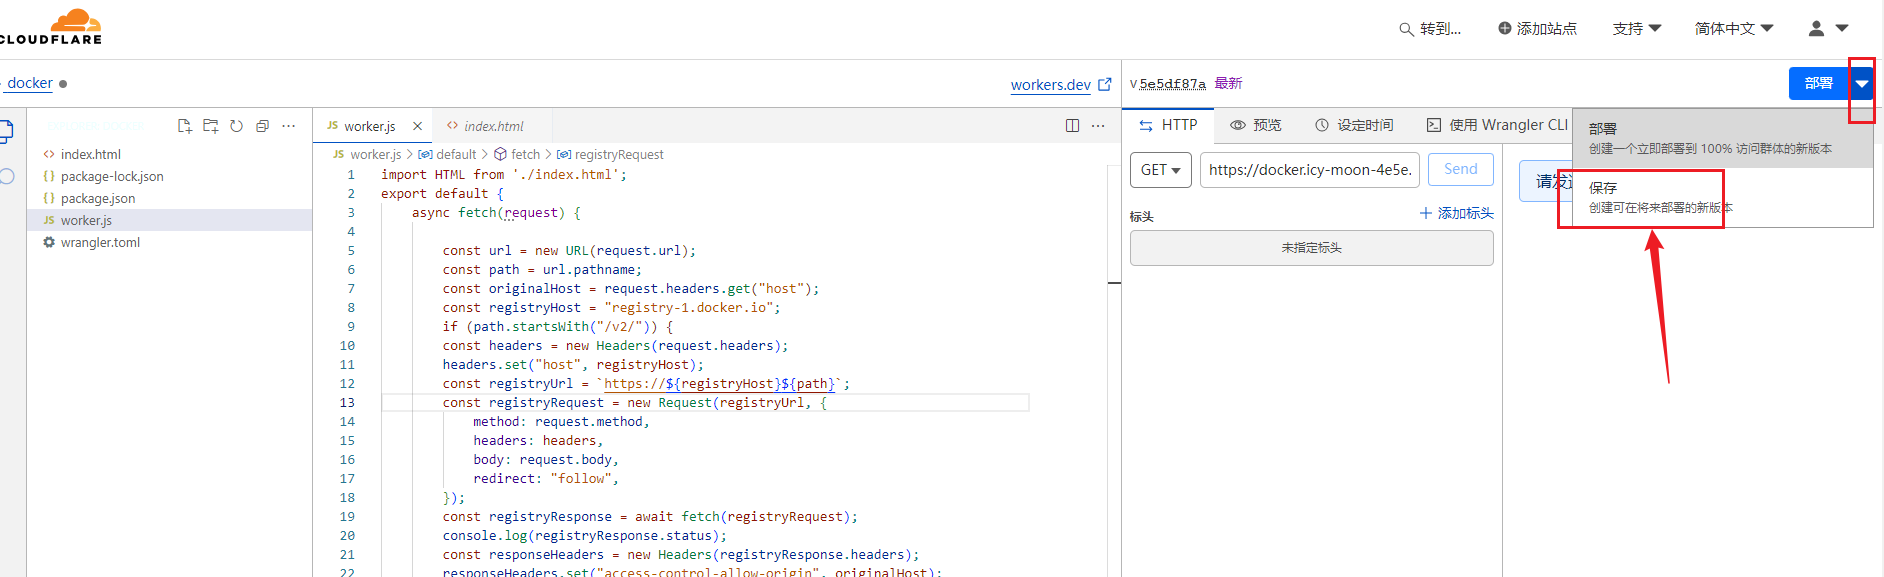 CLOUDFLARE
转到...
添加站点
支持
简体中文
docker
workers.dev
v5e5df87a 最新
部署
worker.js
index.html
HTTP
预览
设定时间
使用 Wrangler CLI
部署
创建一个立即部署到 100% 访问群体的新版本
保存
创建可在将来部署的新版本
index.html
package-lock.json
package.json
JS worker.js
wrangler.toml
JS worker.js > default > fetch > registryRequest
1 import HTML from './index.html';
2 export default {
3 async fetch(request) {
4
5 const url = new URL(request.url);
6 const path = url.pathname;
7 const originalHost = request.headers.get("host");
8 const registryHost = "registry-1.docker.io";
9 if (path.startsWith("/v2/")) {
10 const headers = new Headers(request.headers);
11 headers.set("host", registryHost);
12 const registryUrl = `https://${registryHost}${path}`;
13 const registryRequest = new Request(registryUrl, {
14 method: request.method,
15 headers: headers,
16 body: request.body,
17 redirect: "follow",
18 });
19 const registryResponse = await fetch(registryRequest);
20 console.log(registryResponse.status);
21 const responseHeaders = new Headers(registryResponse.headers);
22 responseHeaders.set("access-control-allow-origin", originalHost);
GET
https://docker.icy-moon-4e5e.
Send
请发
标头
添加标头
未指定标头